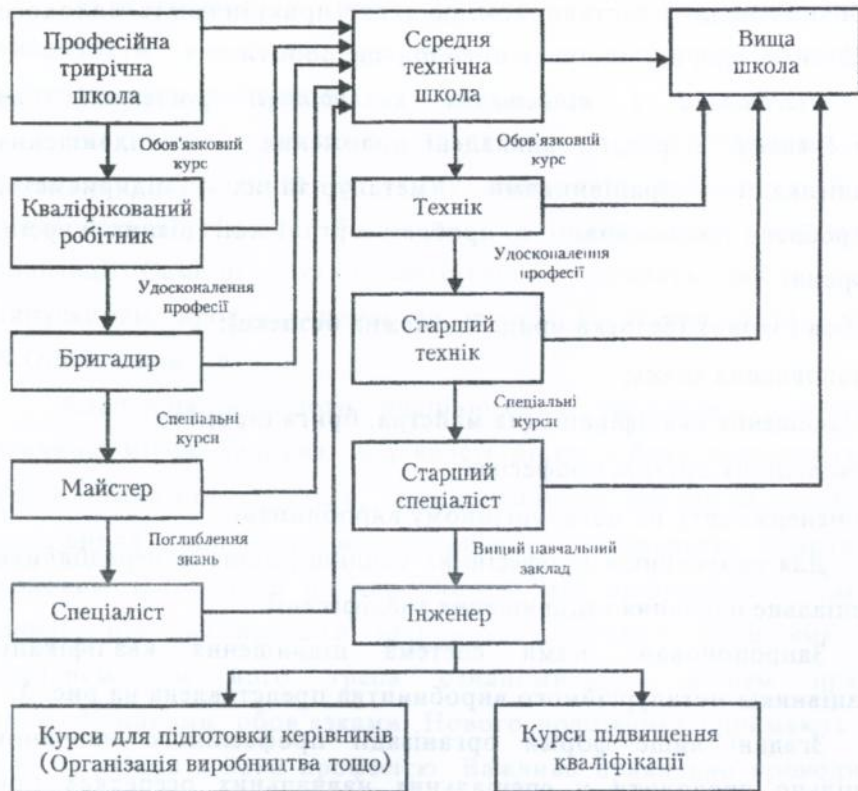 Професійна
трирічна
школа
Середня
технічна
школа
Вища
школа
Обов'язковий
курс
Обов'язковий
курс
Кваліфікований
робітник
Технік
Удосконалення
професії
Удосконалення
професії
Бригадир
Старший
технік
Спеціальні
курси
Спеціальні
курси
Майстер
Старший
спеціаліст
Поглиблення
знань
Вищий навчальний
заклад
Спеціаліст
Інженер
Курси для підготовки керівників
(Організація виробництва тощо)
Курси підвищення
кваліфікації